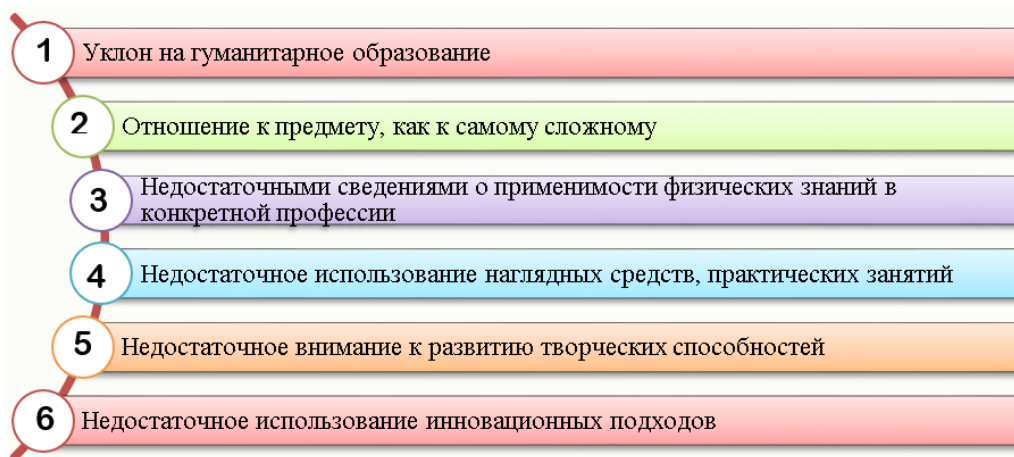 1 Уклон на гуманитарное образование
2 Отношение к предмету, как к самому сложному
3 Недостаточными сведениями о применимости физических знаний в
конкретной профессии
4 Недостаточное использование наглядных средств, практических занятий
5 Недостаточное внимание к развитию творческих способностей
6 Недостаточное использование инновационных подходов